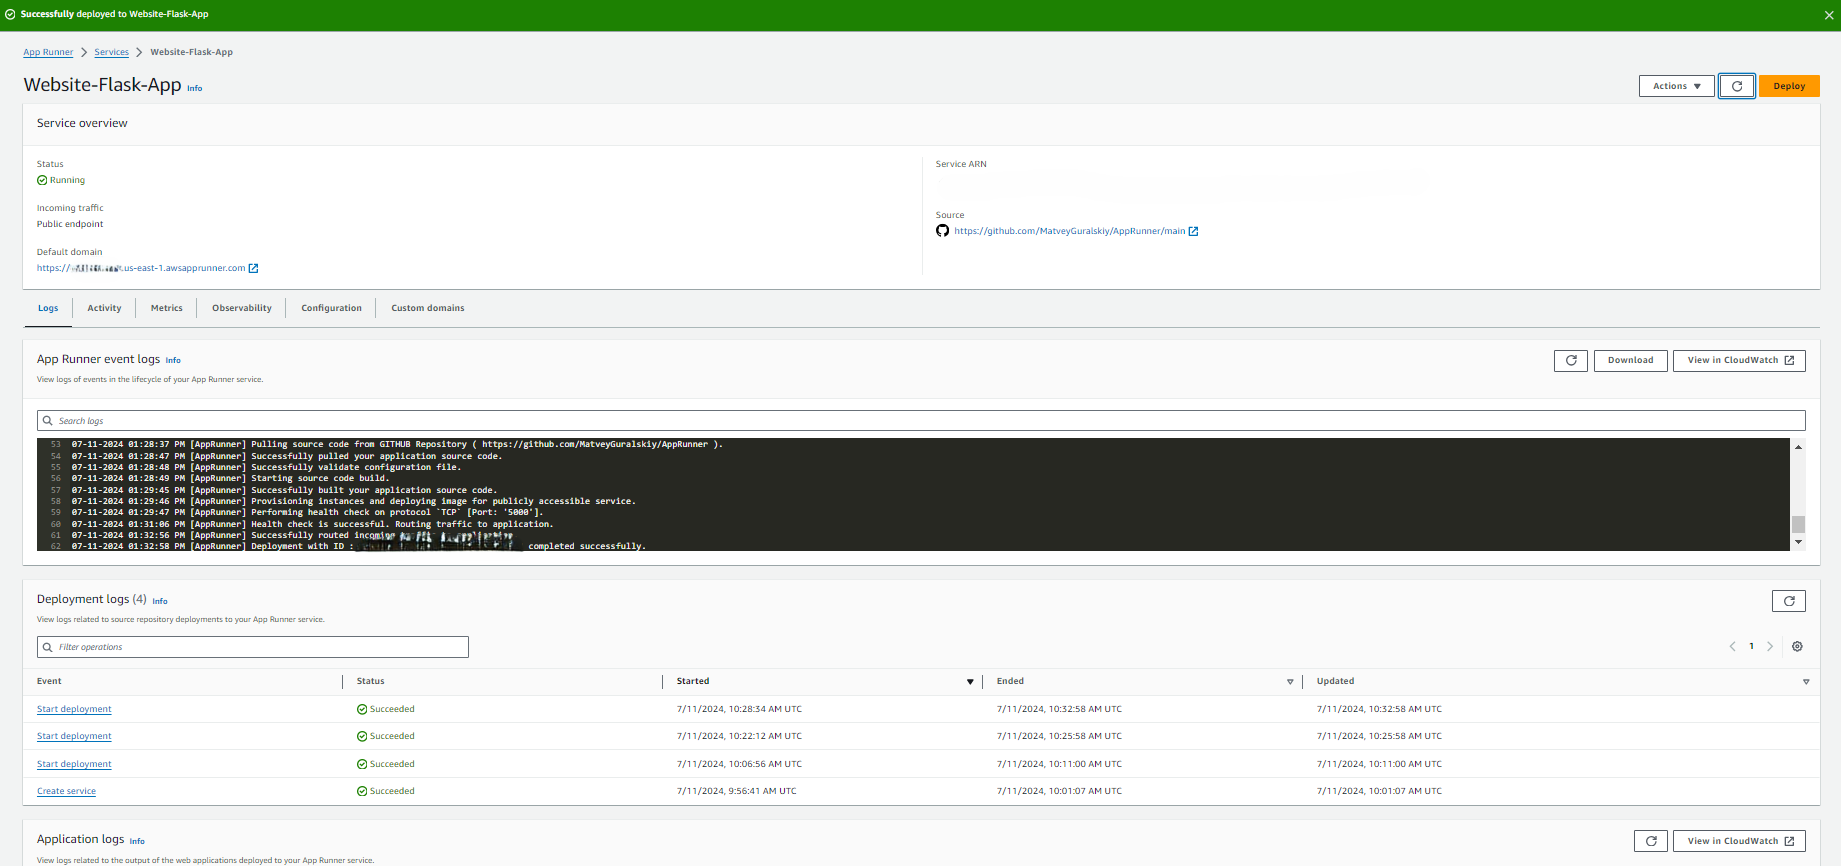 Successfully deployed to Website-Flask-App
App Runner > Services > Website-Flask-App
Website-Flask-App Info
Actions Deploy
Service overview
Status
Running
Incoming traffic
Public endpoint
Default domain
https:// .us-east-1.awsapprunner.com
Service ARN
Source
https://github.com/MatveyGuralskiy/AppRunner/main
Logs Activity Metrics Observability Configuration Custom domains
App Runner event logs Info
View logs of events in the lifecycle of your App Runner service.
Download View in CloudWatch
Search logs
53 07-11-2024 01:28:37 PM [AppRunner] Pulling source code from GITHUB Repository ( https://github.com/MatveyGuralskiy/AppRunner ).
54 07-11-2024 01:28:47 PM [AppRunner] Successfully pulled your application source code.
55 07-11-2024 01:28:48 PM [AppRunner] Successfully validate configuration file.
56 07-11-2024 01:28:49 PM [AppRunner] Starting source code build.
57 07-11-2024 01:29:45 PM [AppRunner] Successfully built your application source code.
58 07-11-2024 01:29:46 PM [AppRunner] Provisioning instances and deploying image for publicly accessible service.
59 07-11-2024 01:29:47 PM [AppRunner] Performing health check on protocol `TCP` [Port: '5000'].
60 07-11-2024 01:31:06 PM [AppRunner] Health check is successful. Routing traffic to application.
61 07-11-2024 01:32:56 PM [AppRunner] Successfully routed incoming
62 07-11-2024 01:32:58 PM [AppRunner] Deployment with ID : completed successfully.
Deployment logs (4) Info
View logs related to source repository deployments to your App Runner service.
Filter operations
1
Event Status Started Ended Updated
Start deployment Succeeded 7/11/2024, 10:28:34 AM UTC 7/11/2024, 10:32:58 AM UTC 7/11/2024, 10:32:58 AM UTC
Start deployment Succeeded 7/11/2024, 10:22:12 AM UTC 7/11/2024, 10:25:58 AM UTC 7/11/2024, 10:25:58 AM UTC
Start deployment Succeeded 7/11/2024, 10:06:56 AM UTC 7/11/2024, 10:11:00 AM UTC 7/11/2024, 10:11:00 AM UTC
Create service Succeeded 7/11/2024, 9:56:41 AM UTC 7/11/2024, 10:01:07 AM UTC 7/11/2024, 10:01:07 AM UTC
Application logs Info
View logs related to the output of the web applications deployed to your App Runner service.
View in CloudWatch